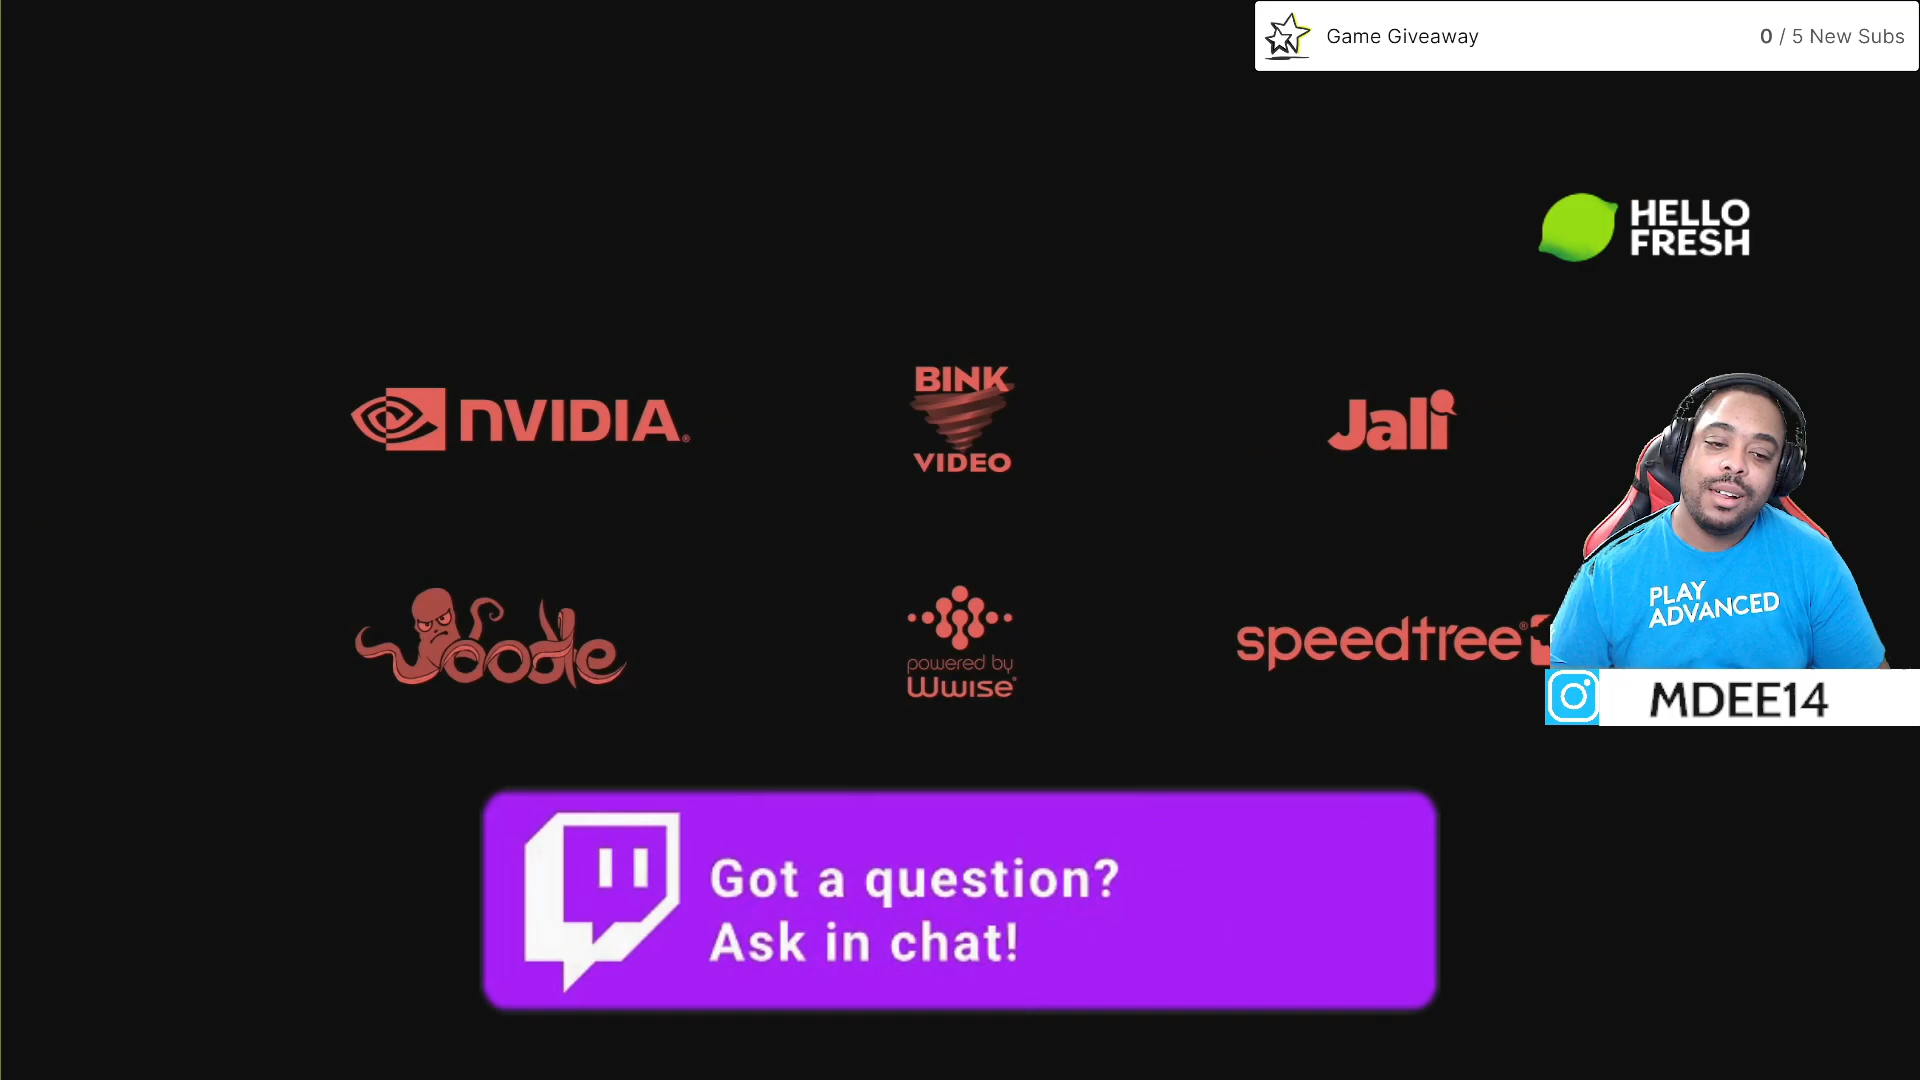 Game Giveaway
0 / 5 New Subs
HELLO
FRESH
NVIDIA®
BINK
VIDEO
Jali
Woodle
powered by
Wwise®
speedtree®
PLAY
ADVANCED
MDEE14
Got a question?
Ask in chat!